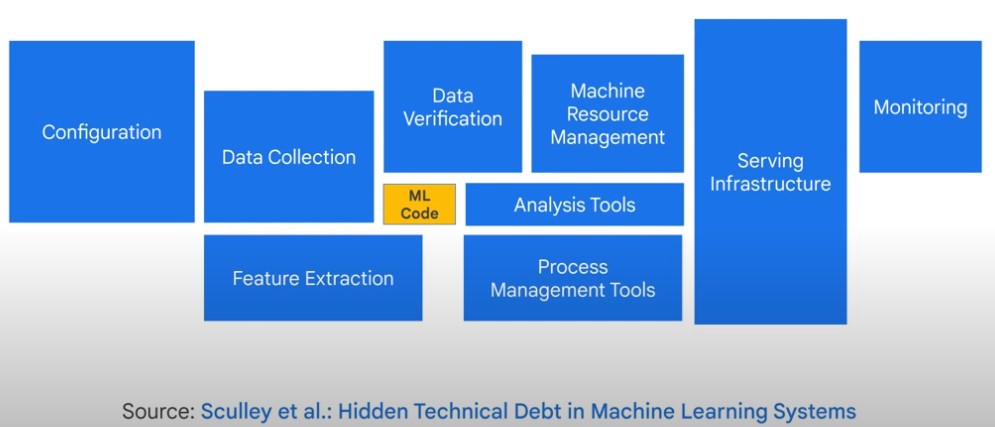 Configuration
Data Collection
Data
Verification
Machine
Resource
Management
Serving
Infrastructure
Monitoring
ML
Code
Analysis Tools
Feature Extraction
Process
Management Tools
Source: Sculley et al.: Hidden Technical Debt in Machine Learning Systems